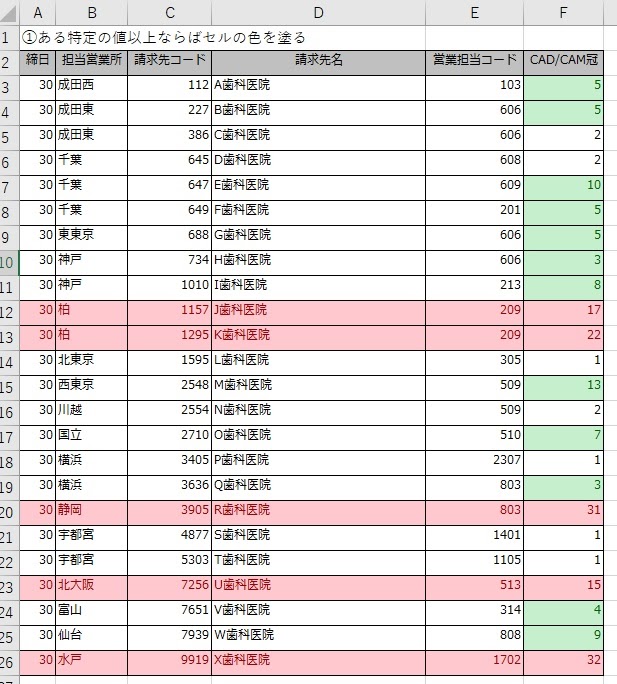 A B C D E F
1 ①ある特定の値以上ならばセルの色を塗る
2 締日 担当営業所 請求先コード 請求先名 営業担当コード CAD/CAM冠
3 30 成田西 112 A歯科医院 103 5
4 30 成田東 227 B歯科医院 606 5
5 30 成田東 386 C歯科医院 606 2
6 30 千葉 645 D歯科医院 608 2
7 30 千葉 647 E歯科医院 609 10
8 30 千葉 649 F歯科医院 201 5
9 30 東東京 688 G歯科医院 606 5
10 30 神戸 734 H歯科医院 606 3
11 30 神戸 1010 I歯科医院 213 8
12 30 柏 1157 J歯科医院 209 17
13 30 柏 1295 K歯科医院 209 22
14 30 北東京 1595 L歯科医院 305 1
15 30 西東京 2548 M歯科医院 509 13
16 30 川越 2554 N歯科医院 509 2
17 30 国立 2710 O歯科医院 510 7
18 30 横浜 3405 P歯科医院 2307 1
19 30 横浜 3636 Q歯科医院 803 3
20 30 静岡 3905 R歯科医院 803 31
21 30 宇都宮 4877 S歯科医院 1401 1
22 30 宇都宮 5303 T歯科医院 1105 1
23 30 北大阪 7256 U歯科医院 513 15
24 30 富山 7651 V歯科医院 314 4
25 30 仙台 7939 W歯科医院 808 9
26 30 水戸 9919 X歯科医院 1702 32